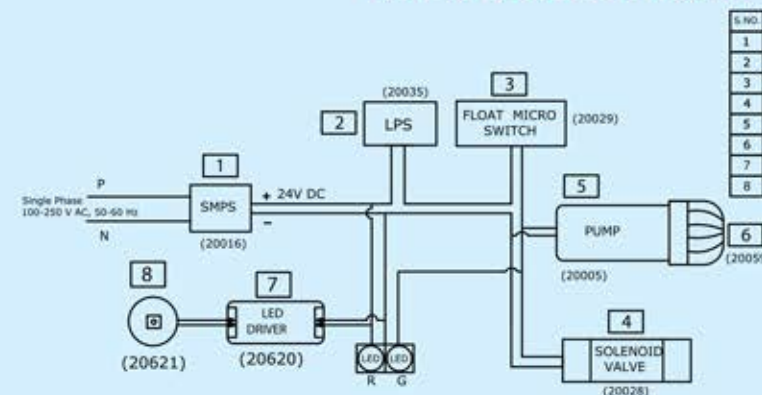 S.NO.
1
2
3
4
5
6
7
8
3
(20035)
2
LPS
FLOAT MICRO
SWITCH
(20029)
1
P
Single Phase
100-250 V AC, 50-60 Hz
N
SMPS
+ 24V DC
-
(20016)
5
PUMP
6
(20005)
8
7
LED
DRIVER
(20621)
(20620)
LED
LED
R
G
4
SOLENOID
VALVE
(20028)